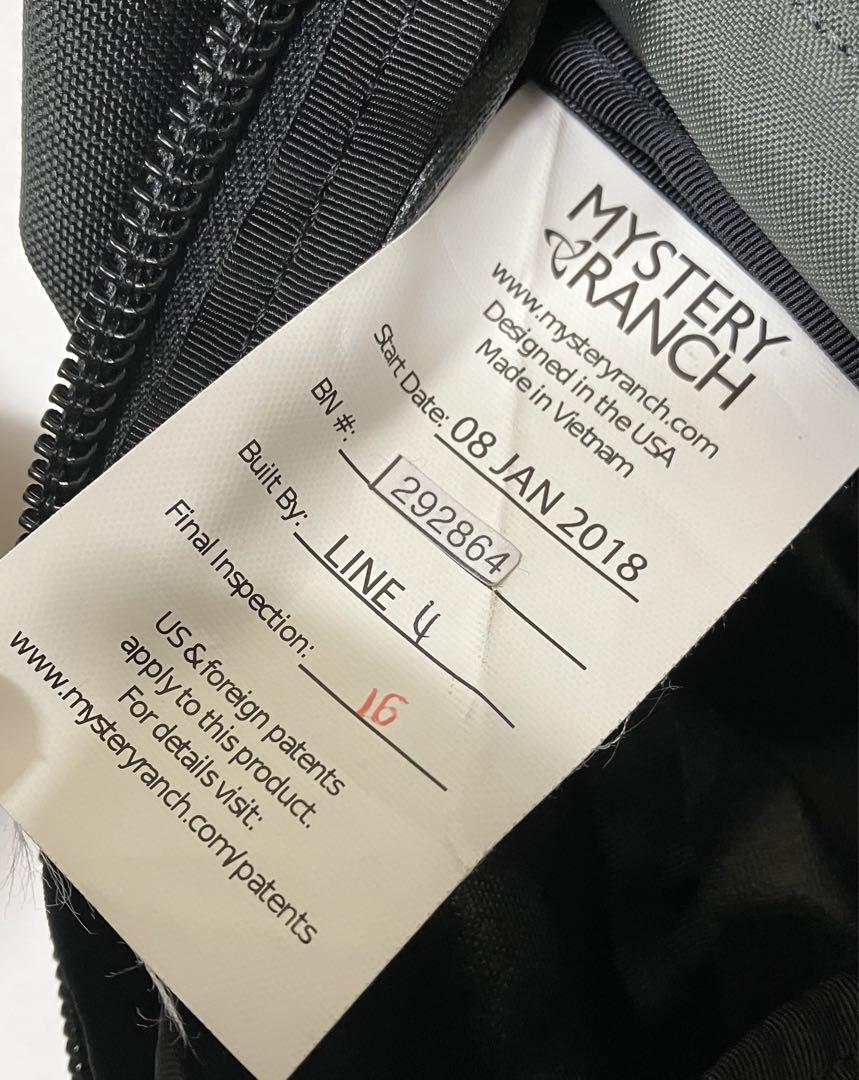 MYSTERY
RANCH
www.mysteryranch.com
Designed in the USA
Made in Vietnam
Start Date: 08 JAN 2018
BN #: 292864
Built By: LINE 4
Final Inspection: 16
US & foreign patents
apply to this product.
For details visit:
www.mysteryranch.com/patents